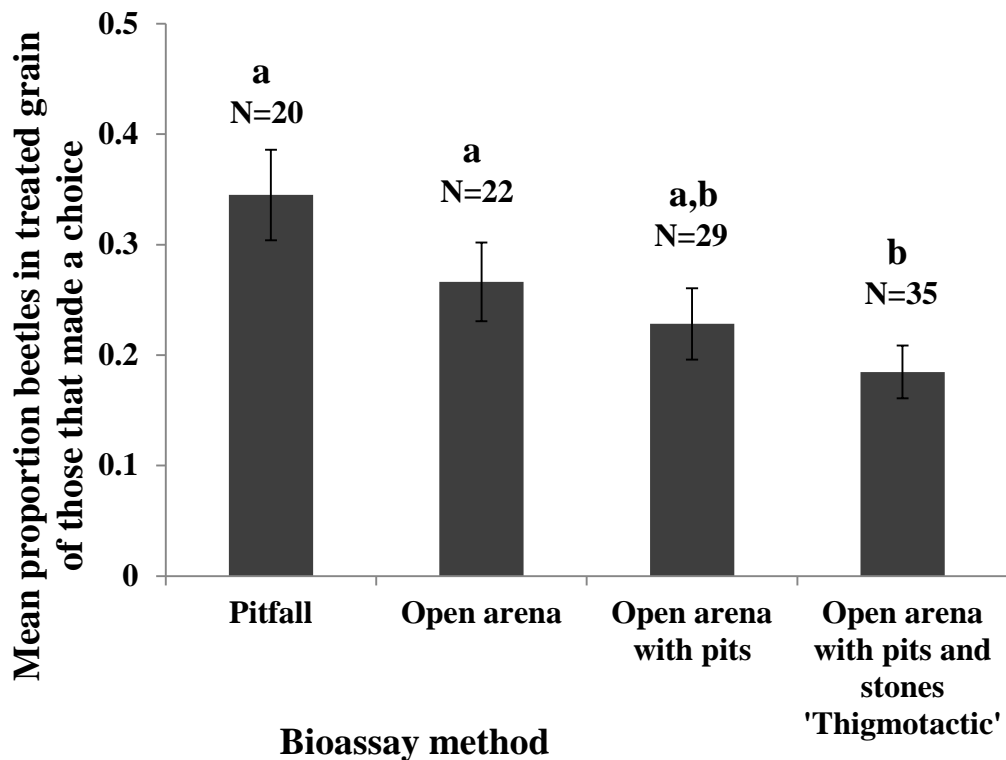 Mean proportion beetles in treated grain
of those that made a choice
0.5
0.4
0.3
0.2
0.1
0
a
N=20
a
N=22
a,b
N=29
b
N=35
Pitfall
Open arena
Open arena
with pits
Open arena
with pits and
stones
'Thigmotactic'
Bioassay method